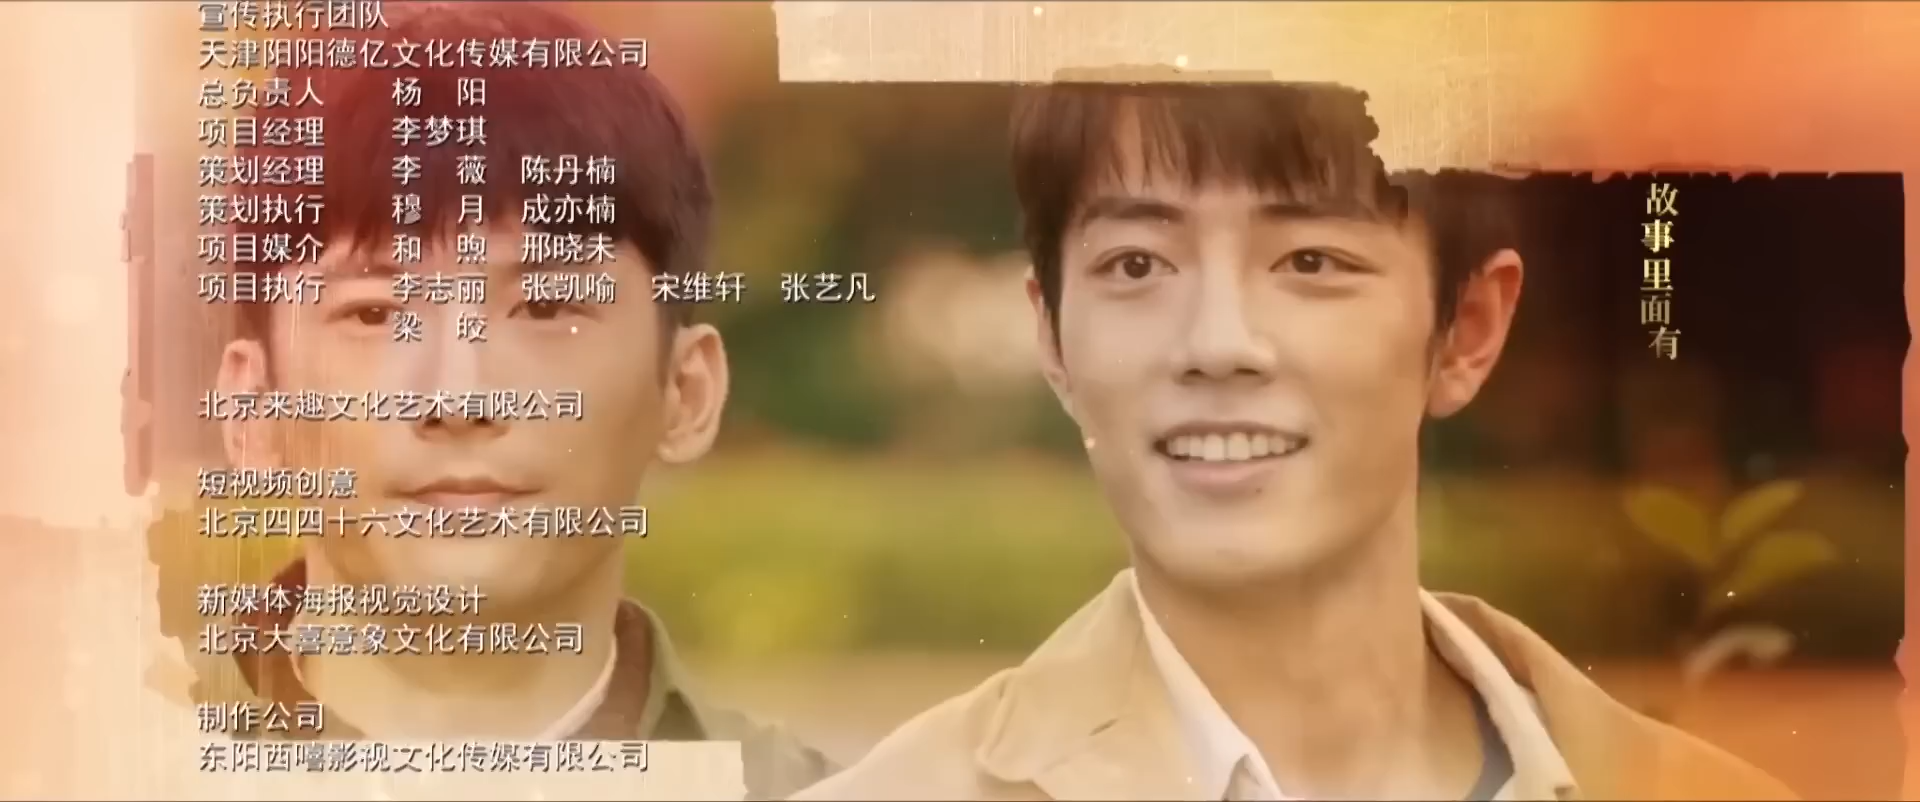 宣传执行团队
天津阳阳德亿文化传媒有限公司
总负责人 杨 阳
项目经理 李梦琪
策划经理 李 薇 陈丹楠
策划执行 穆 月 成亦楠
项目媒介 和 煦 邢晓未
项目执行 李志丽 张凯喻 宋维轩 张艺凡
梁 皎
北京来趣文化艺术有限公司
短视频创意
北京四四十六文化艺术有限公司
新媒体海报视觉设计
北京大喜意象文化有限公司
制作公司
东阳西嘻影视文化传媒有限公司
故事里面有